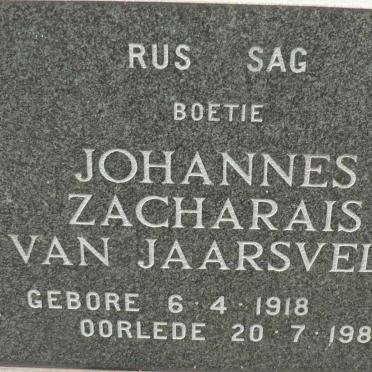 RUS SAG
BOETIE
JOHANNES
ZACHARAIS
VAN JAARSVEL
GEBORE 6·4·1918
OORLEDE 20·7·198